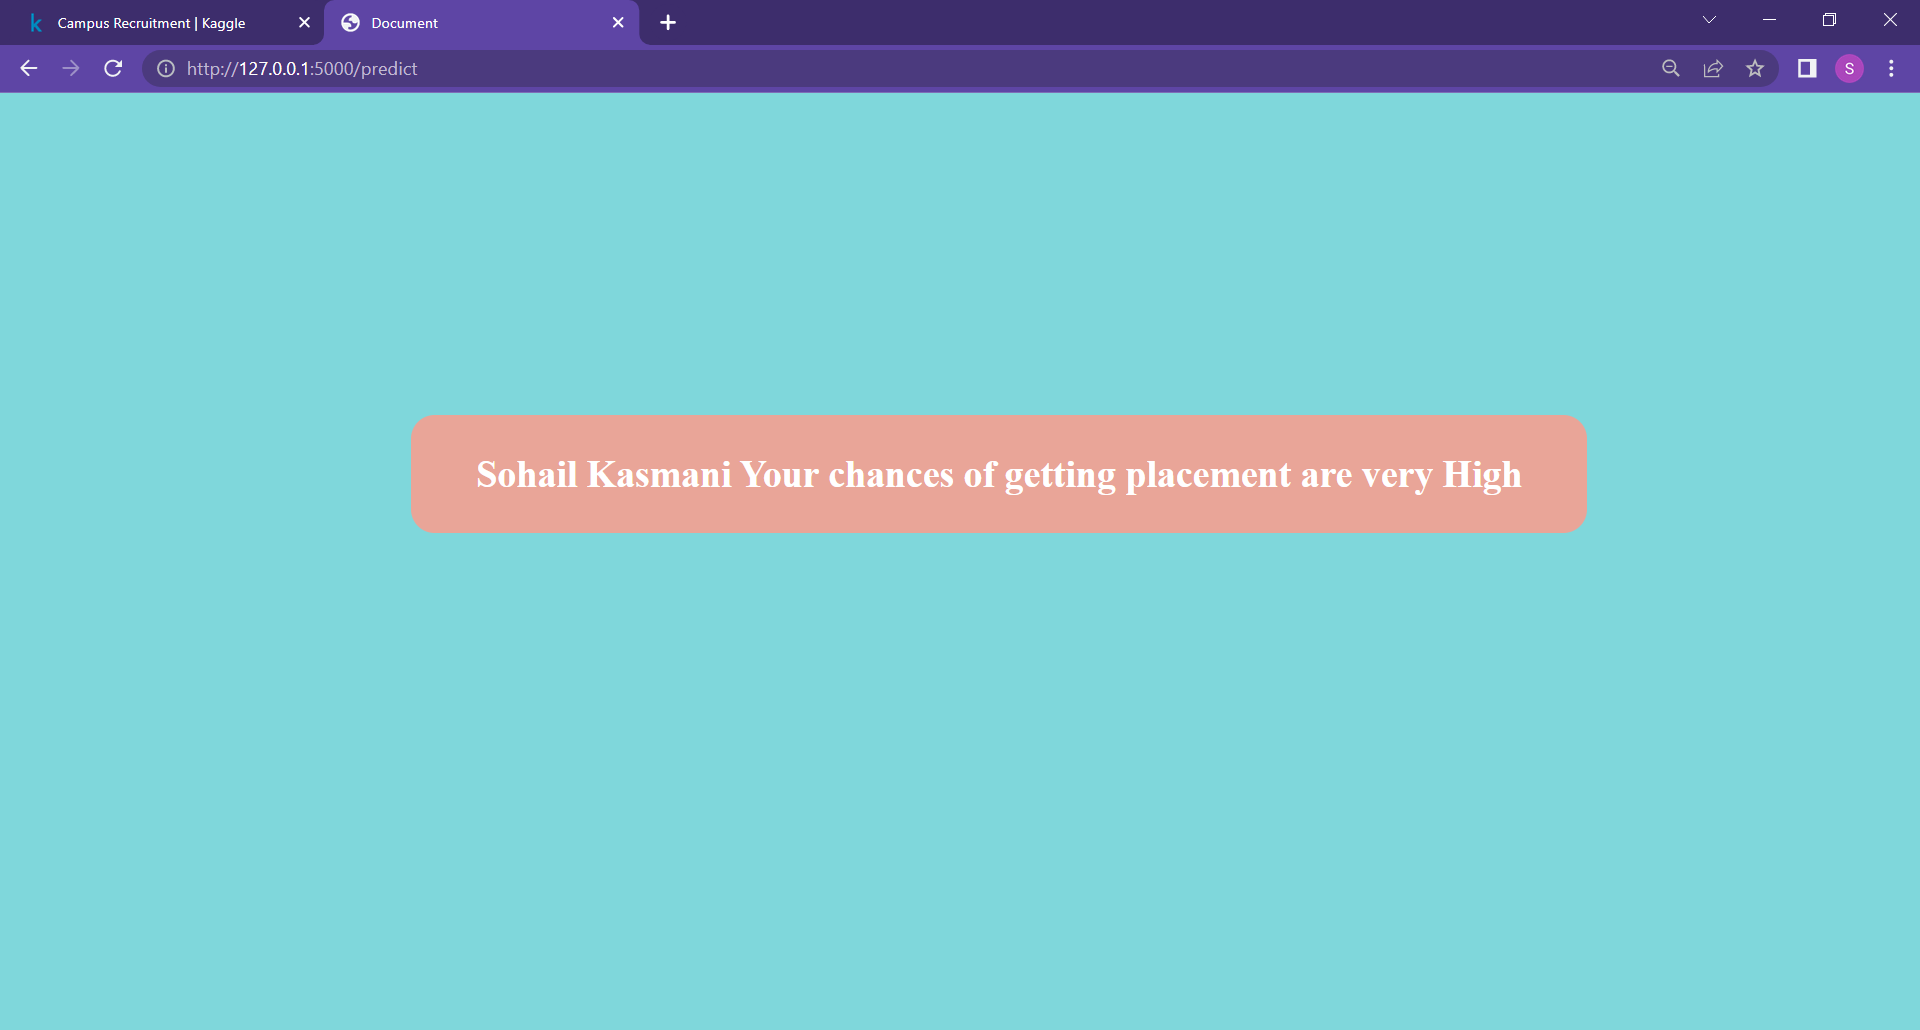 Campus Recruitment | Kaggle
Document
http://127.0.0.1:5000/predict
S
Sohail Kasmani Your chances of getting placement are very High